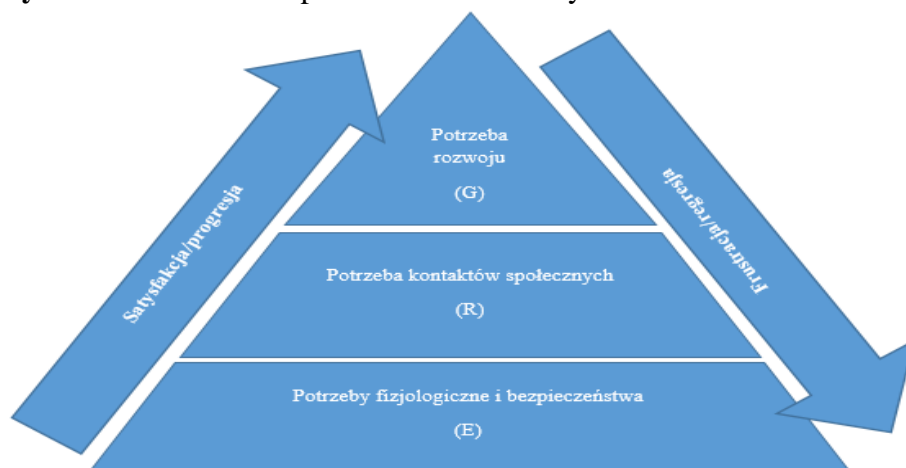 Potrzeba
rozwoju
(G)
Satysfakcja/progresja
Frustracja/regresja
Potrzeba kontaktów społecznych
(R)
Potrzeby fizjologiczne i bezpieczeństwa
(E)